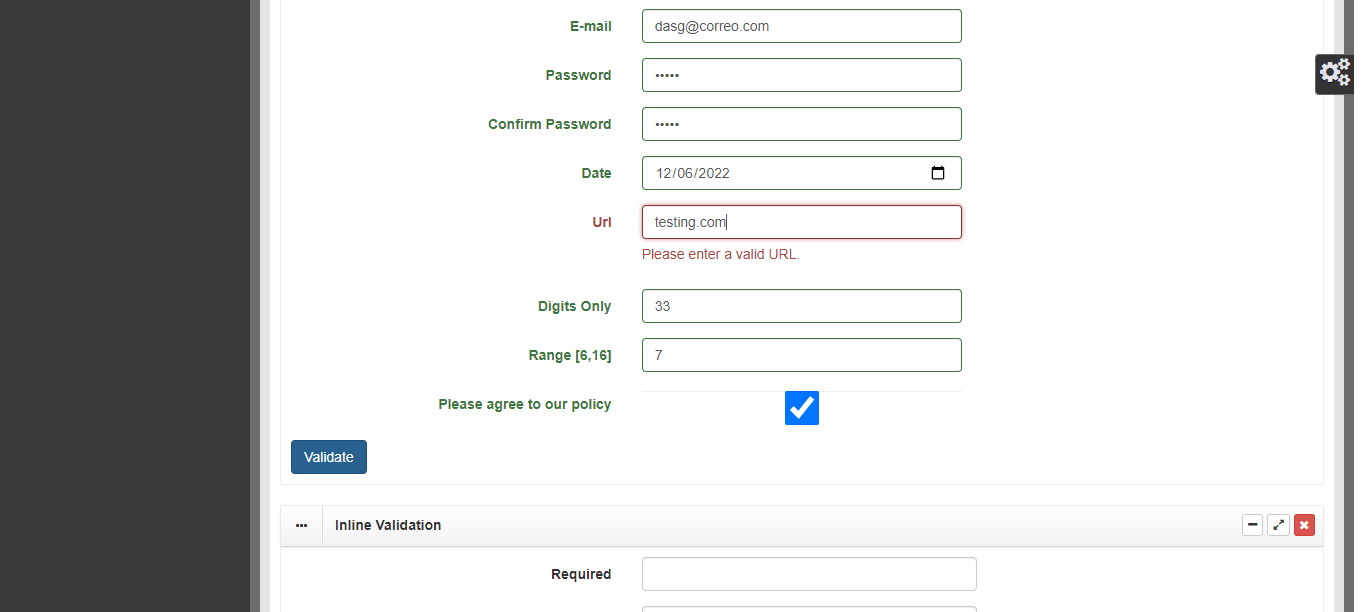 E-mail dasg@correo.com
Password •••••
Confirm Password •••••
Date 12/06/2022
Url testing.com
Please enter a valid URL.
Digits Only 33
Range [6,16] 7
Please agree to our policy
Validate
Inline Validation
Required